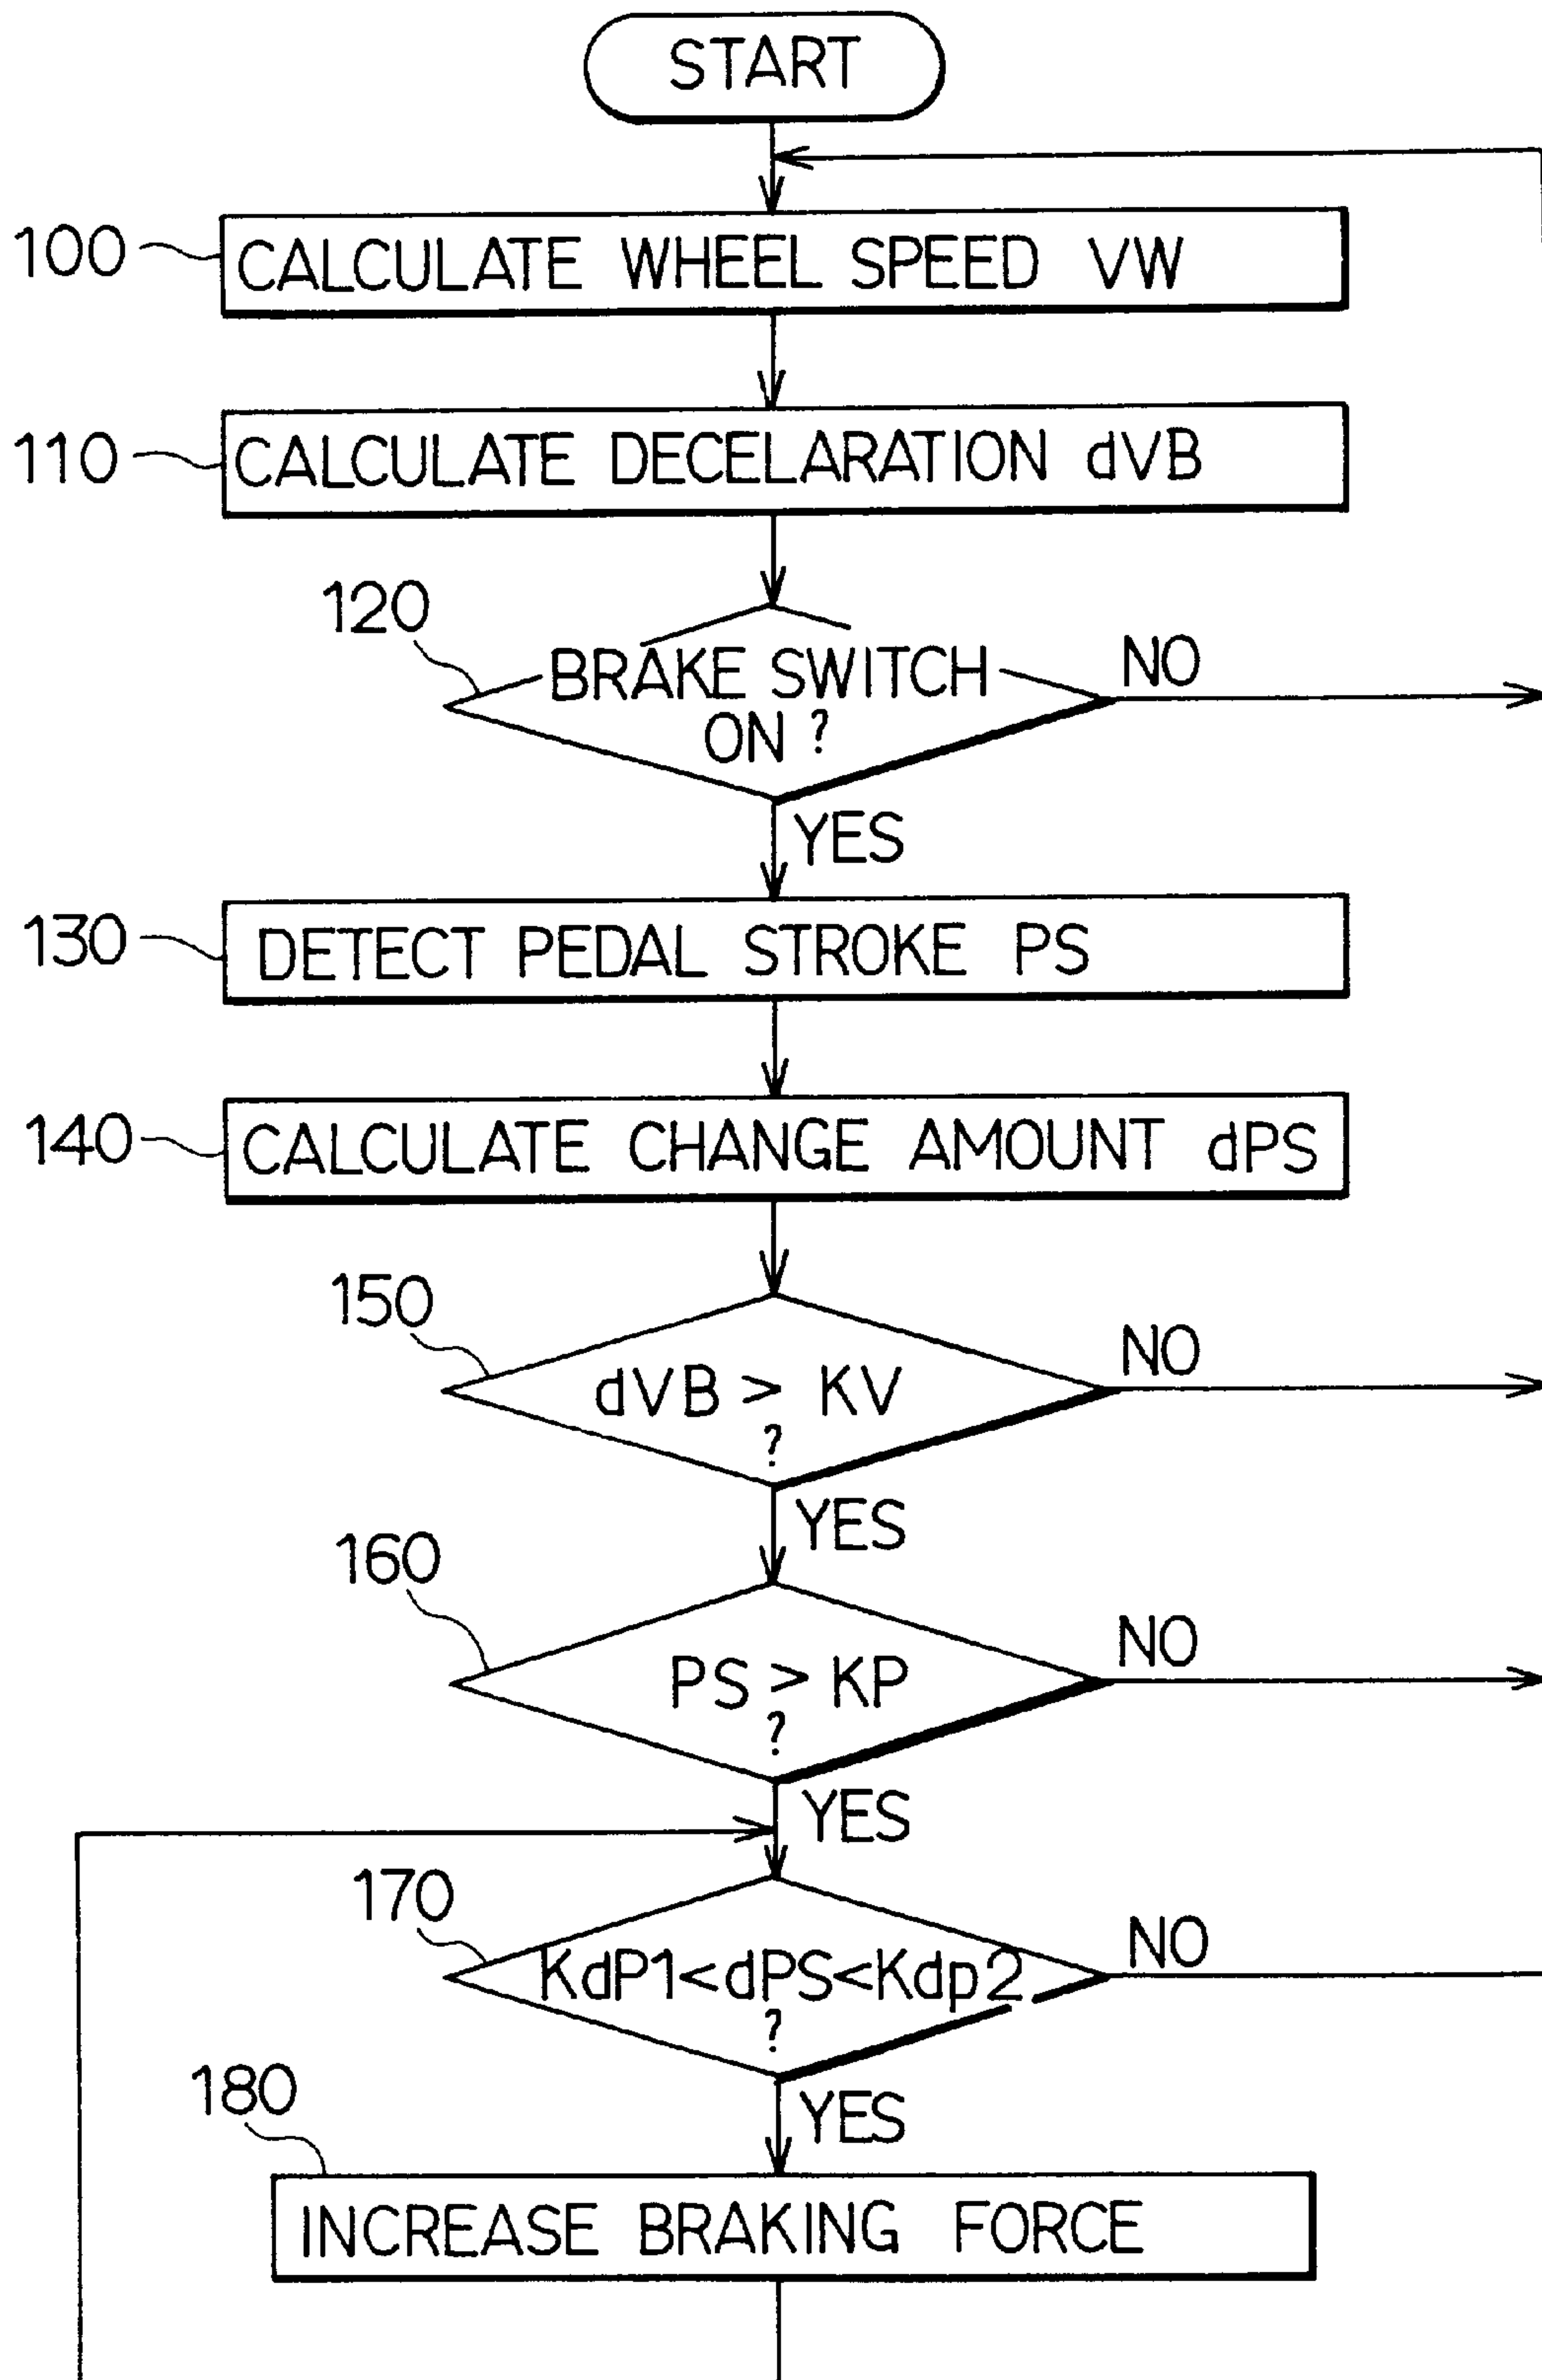 START
100
CALCULATE WHEEL SPEED VW
110
CALCULATE DECELARATION dVB
120
BRAKE SWITCH
ON ?
NO
YES
130
DETECT PEDAL STROKE PS
140
CALCULATE CHANGE AMOUNT dPS
150
dVB > KV
?
NO
YES
160
PS > KP
?
NO
YES
170
KdP1<dPS<Kdp2
?
NO
YES
180
INCREASE BRAKING FORCE